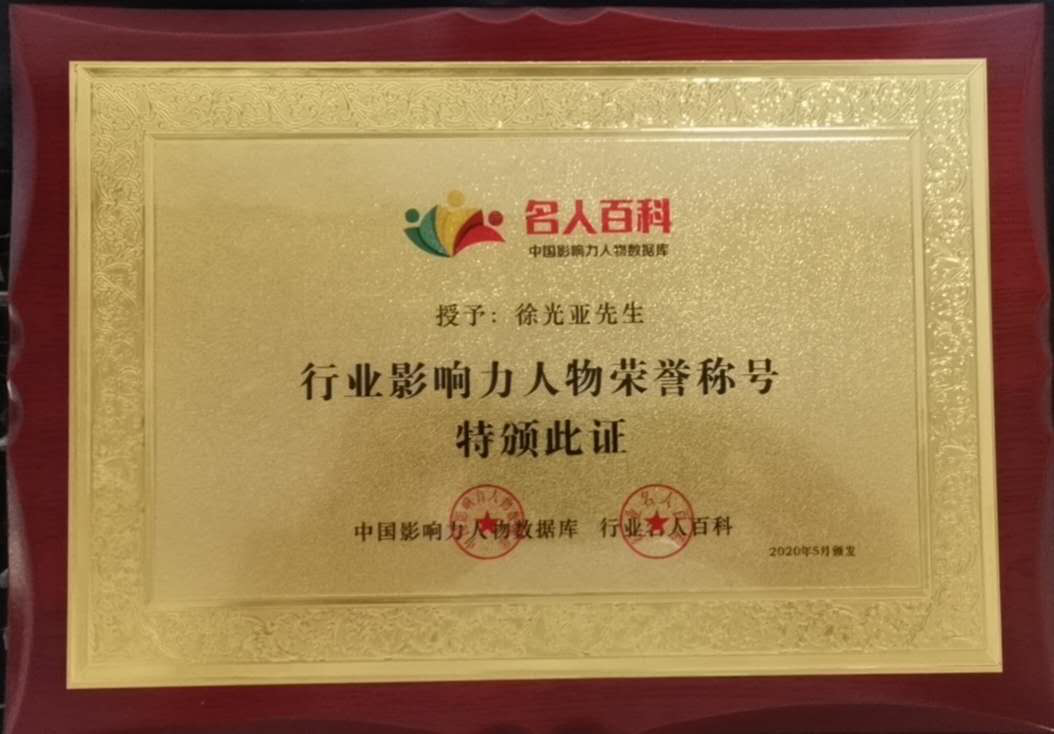 名人百科
中国影响力人物数据库
授予：徐光亚先生
行业影响力人物荣誉称号
特颁此证
中国影响力人物数据库 行业名人百科
2020年5月颁发